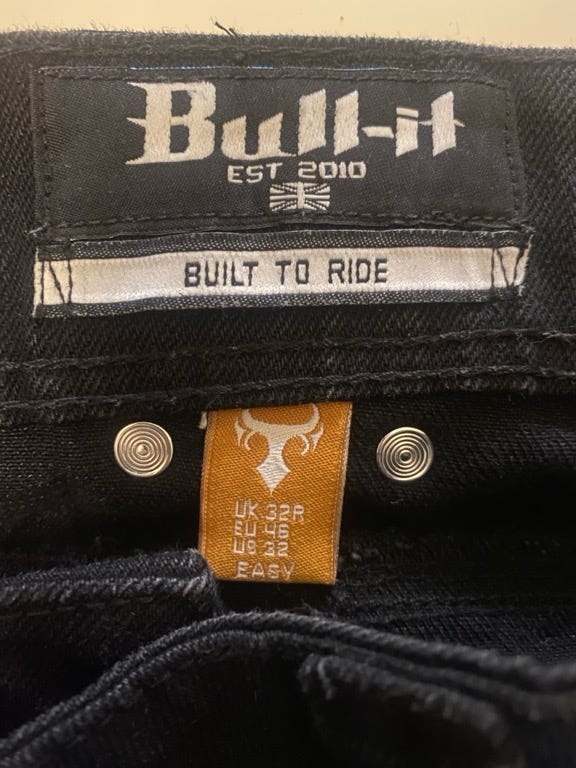 Bull-it
EST 2010
BUILT TO RIDE
UK 32R
EU 46
US 32
EASY